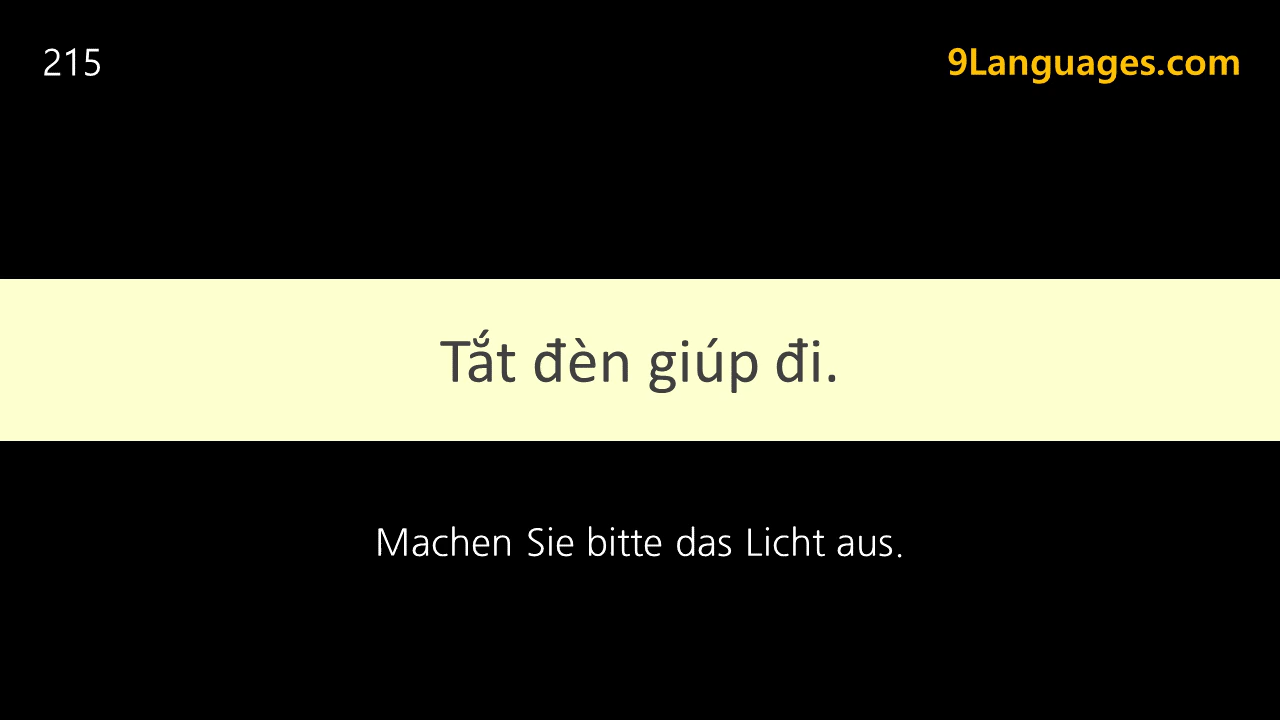 215
9Languages.com
Tắt đèn giúp đi.
Machen Sie bitte das Licht aus.